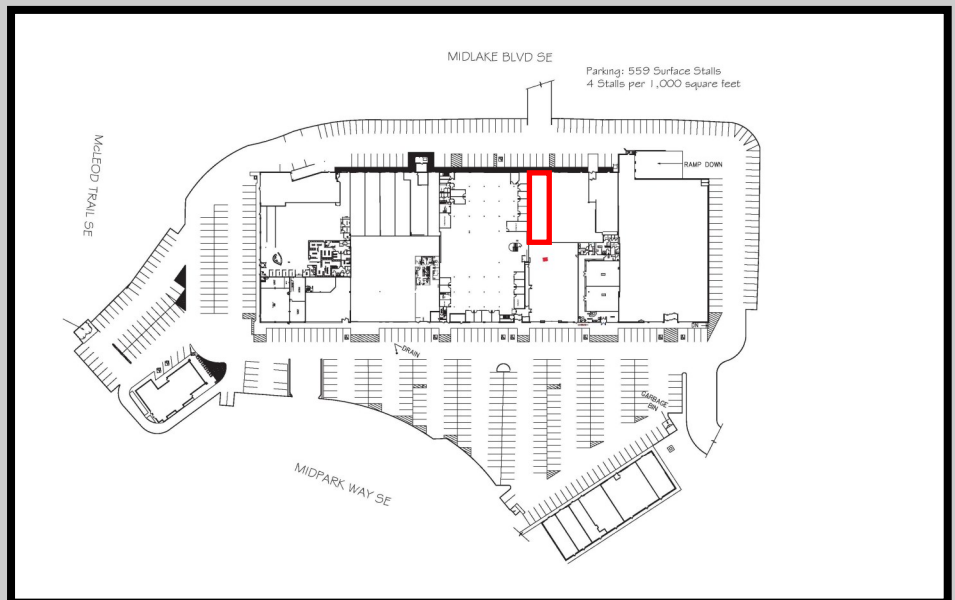 MIDLAKE BLVD SE
Parking: 559 Surface Stalls
4 Stalls per 1,000 square feet
McLEOD TRAIL SE
RAMP DOWN
DN
DRAIN
GARBAGE
BIN
MIDPARK WAY SE